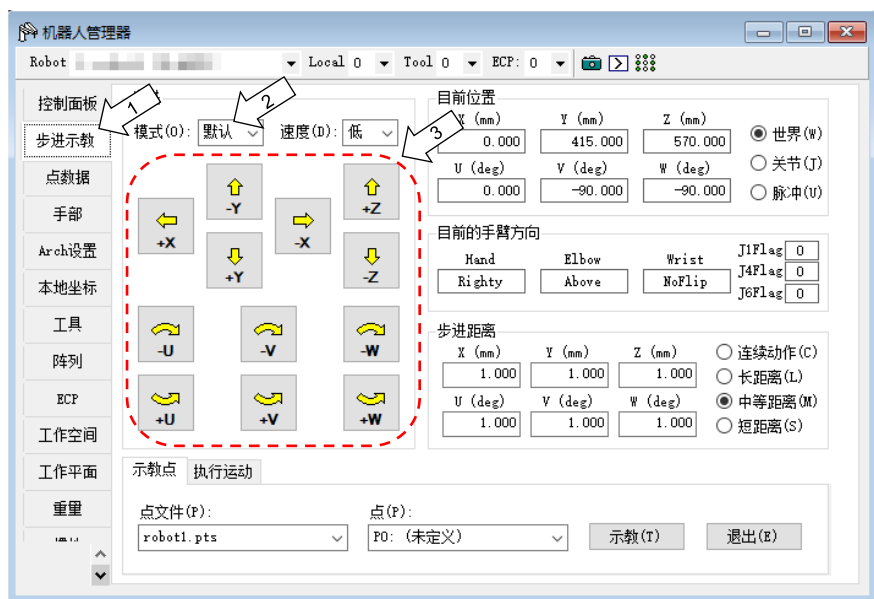 机器人管理器
Robot
Local 0 Tool 0 ECP: 0
控制面板
步进示教
点数据
手部
Arch设置
本地坐标
工具
阵列
ECP
工作空间
工作平面
重里
1
2
3
模式(O): 默认 速度(D): 低
-Y +Z
+X -X
+Y -Z
-U -V -W
+U +V +W
目前位置
X (mm) Y (mm) Z (mm)
0.000 415.000 570.000
U (deg) V (deg) W (deg)
0.000 -90.000 -90.000
世界(W)
关节(J)
脉冲(U)
目前的手臂方向
Hand Elbow Wrist
Righty Above NoFlip
J1Flag 0
J4Flag 0
J6Flag 0
步进距离
X (mm) Y (mm) Z (mm)
1.000 1.000 1.000
U (deg) V (deg) W (deg)
1.000 1.000 1.000
连续动作(C)
长距离(L)
中等距离(M)
短距离(S)
示教点 执行运动
点文件(F): 点(P):
robot1.pts P0: (未定义) 示教(T) 退出(E)